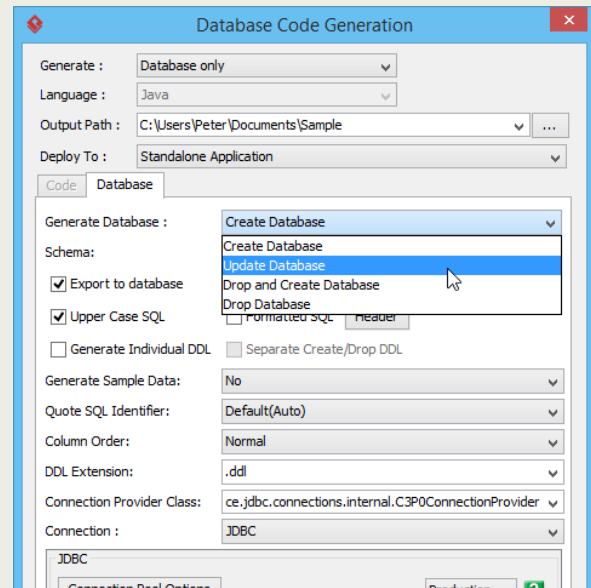 Database Code Generation
Generate : Database only
Language : Java
Output Path : C:\Users\Peter\Documents\Sample ...
Deploy To : Standalone Application
Code Database
Generate Database : Create Database
Create Database
Schema:
Update Database
Export to database Drop and Create Database
Drop Database
Upper Case SQL Formatted SQL Header
Generate Individual DDL Separate Create/Drop DDL
Generate Sample Data: No
Quote SQL Identifier: Default(Auto)
Column Order: Normal
DDL Extension: .ddl
Connection Provider Class: ce.jdbc.connections.internal.C3P0ConnectionProvider
Connection : JDBC
JDBC
Connection Pool Options Production ?